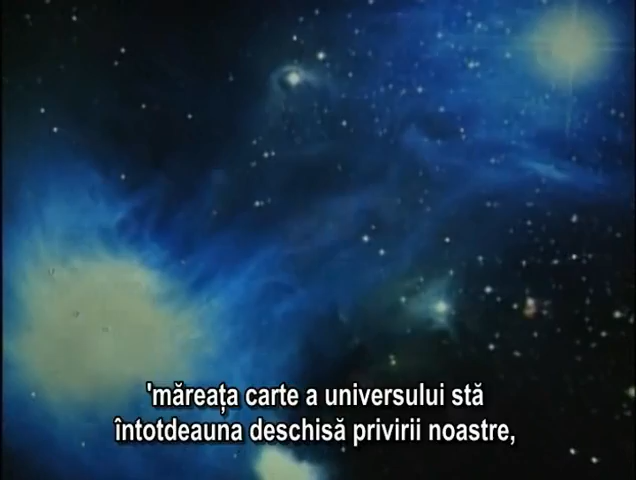 'măreața carte a universului stă
întotdeauna deschisă privirii noastre,